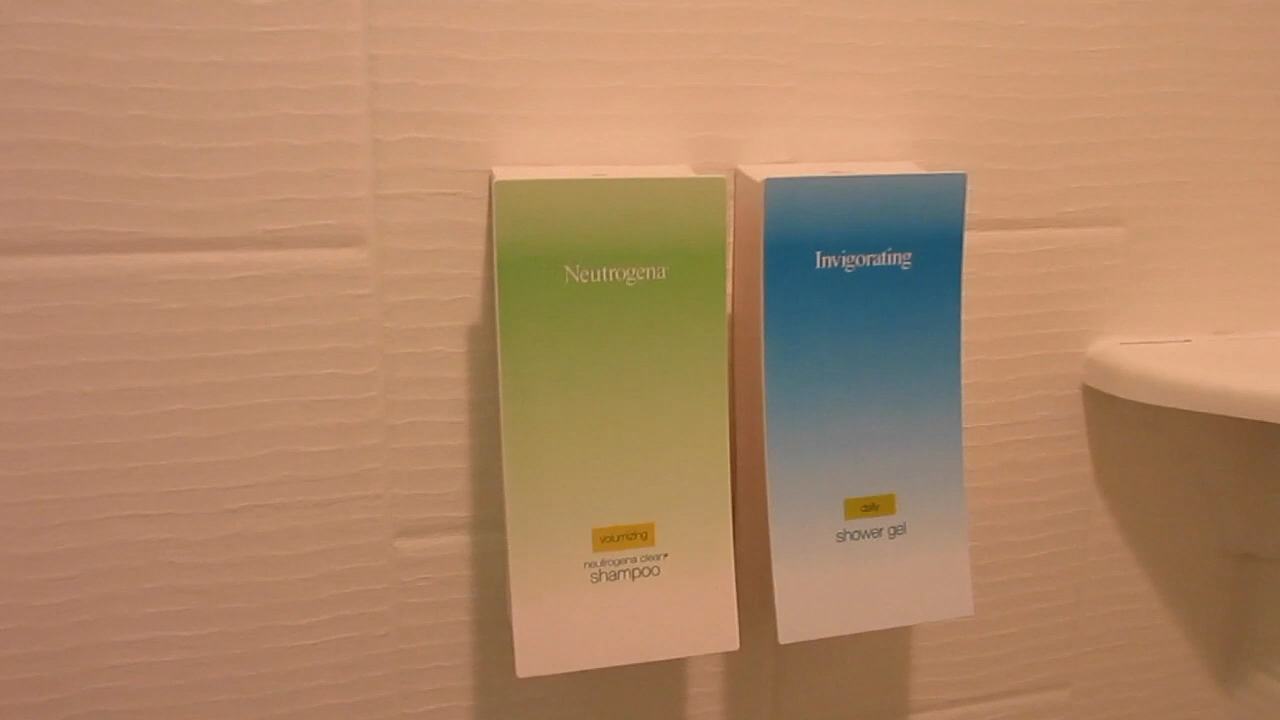 Neutrogena
volumizing
neutrogena clean®
shampoo
Invigorating
daily
shower gel